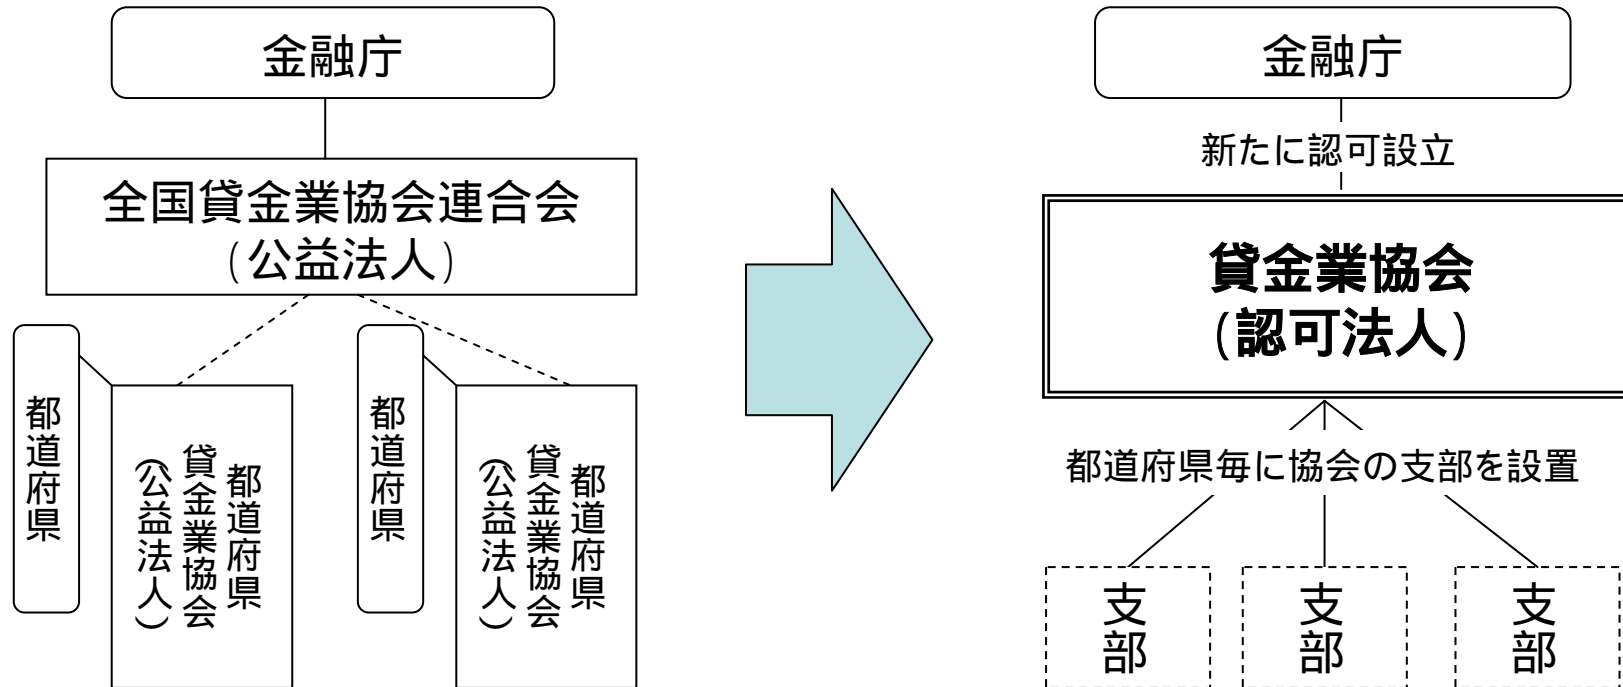 金融庁
全国貸金業協会連合会
(公益法人)
都道府県
都道府県
貸金業協会
(公益法人)
都道府県
都道府県
貸金業協会
(公益法人)
金融庁
新たに認可設立
貸金業協会
(認可法人)
都道府県毎に協会の支部を設置
支部
支部
支部